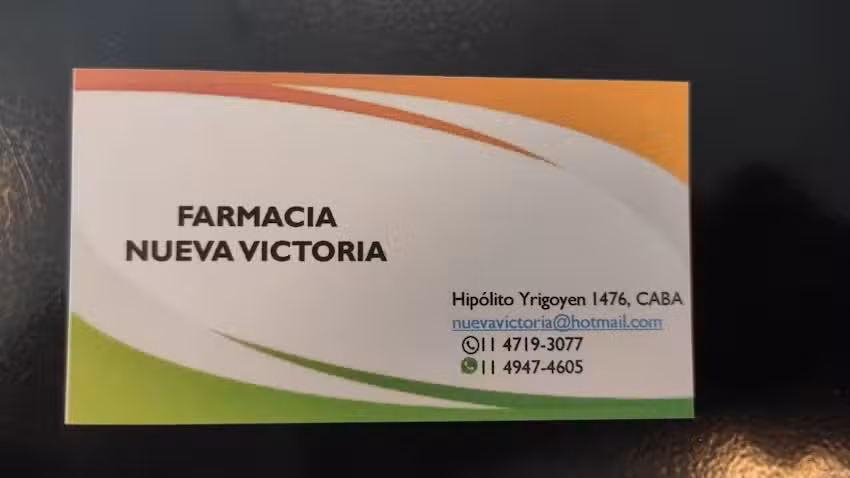 FARMACIA
NUEVA VICTORIA
Hipólito Yrigoyen 1476, CABA
nuevavictoria@hotmail.com
11 4719-3077
11 4947-4605